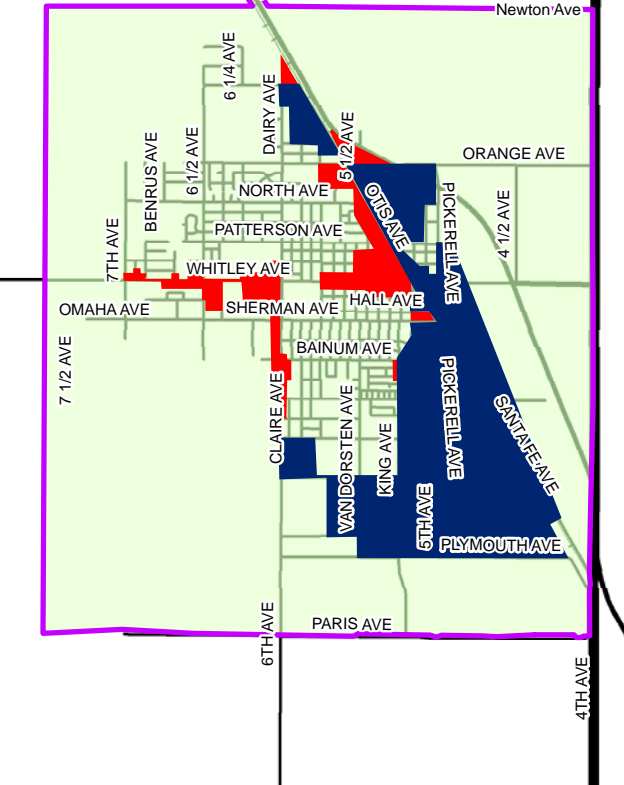 Newton Ave
6 1/4 AVE
DAIRY AVE
5 1/2 AVE
ORANGE AVE
BENRUS AVE
6 1/2 AVE
NORTH AVE
OTIS AVE
PICKERELL AVE
4 1/2 AVE
PATTERSON AVE
7TH AVE
WHITLEY AVE
HALL AVE
OMAHA AVE
SHERMAN AVE
BAINUM AVE
7 1/2 AVE
CLAIRE AVE
VAN DORSTEN AVE
KING AVE
PICKERELL AVE
SANTA FE AVE
5TH AVE
PLYMOUTH AVE
PARIS AVE
6TH AVE
4TH AVE